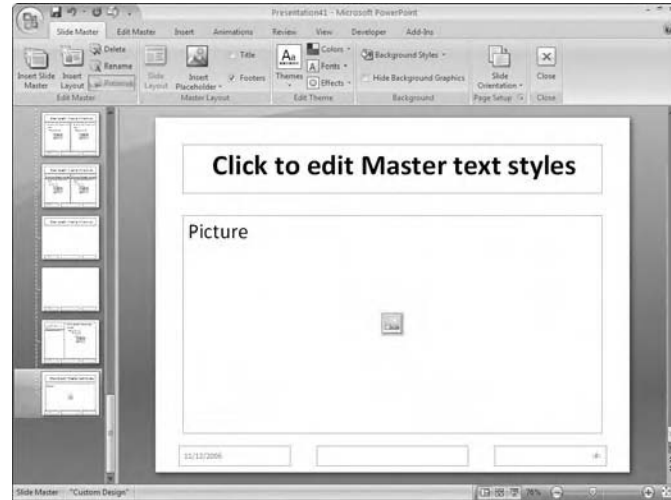 Presentation41 - Microsoft PowerPoint
Slide Master Edit Master Insert Animations Review View Developer Add-Ins
Delete
Rename
Preserve
Insert Slide Master
Insert Layout
Edit Master
Slide Layout
Insert Placeholder
Title
Footers
Master Layout
Themes
Colors
Fonts
Effects
Edit Theme
Background Styles
Hide Background Graphics
Background
Slide Orientation
Page Setup
Close
Close
Click to edit Master text styles
Picture
11/12/2006
Slide Master "Custom Design" 76%